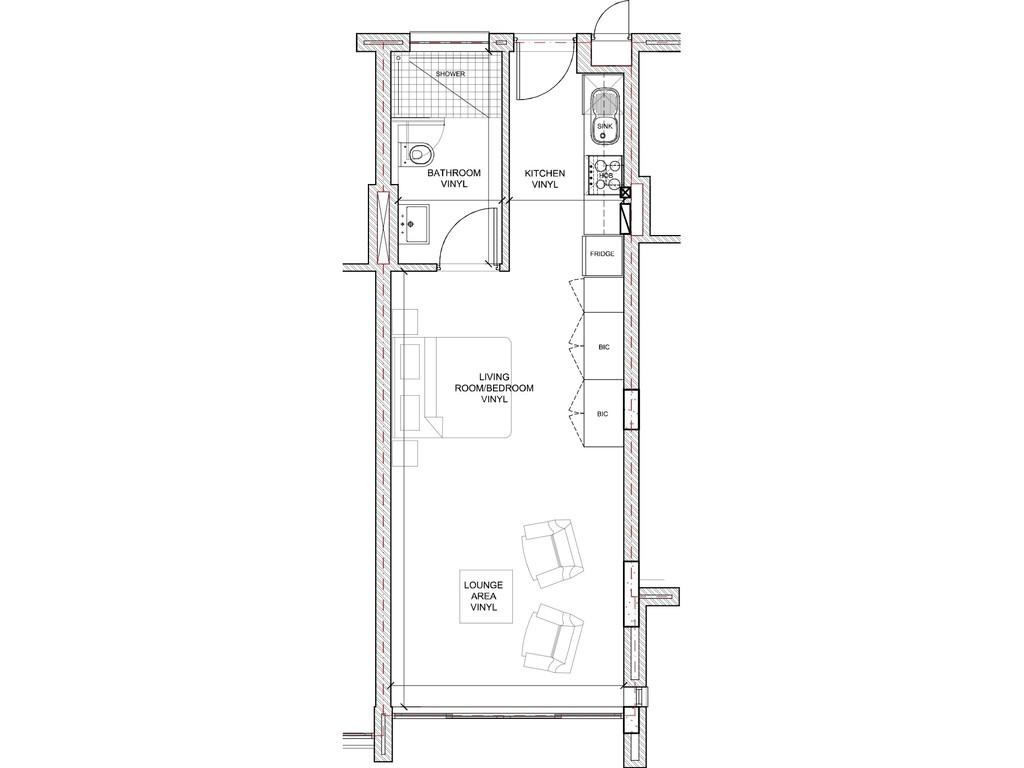 SHOWER
SINK
BATHROOM
VINYL
KITCHEN
VINYL
HOB
FRIDGE
BIC
LIVING
ROOM/BEDROOM
VINYL
BIC
LOUNGE
AREA
VINYL